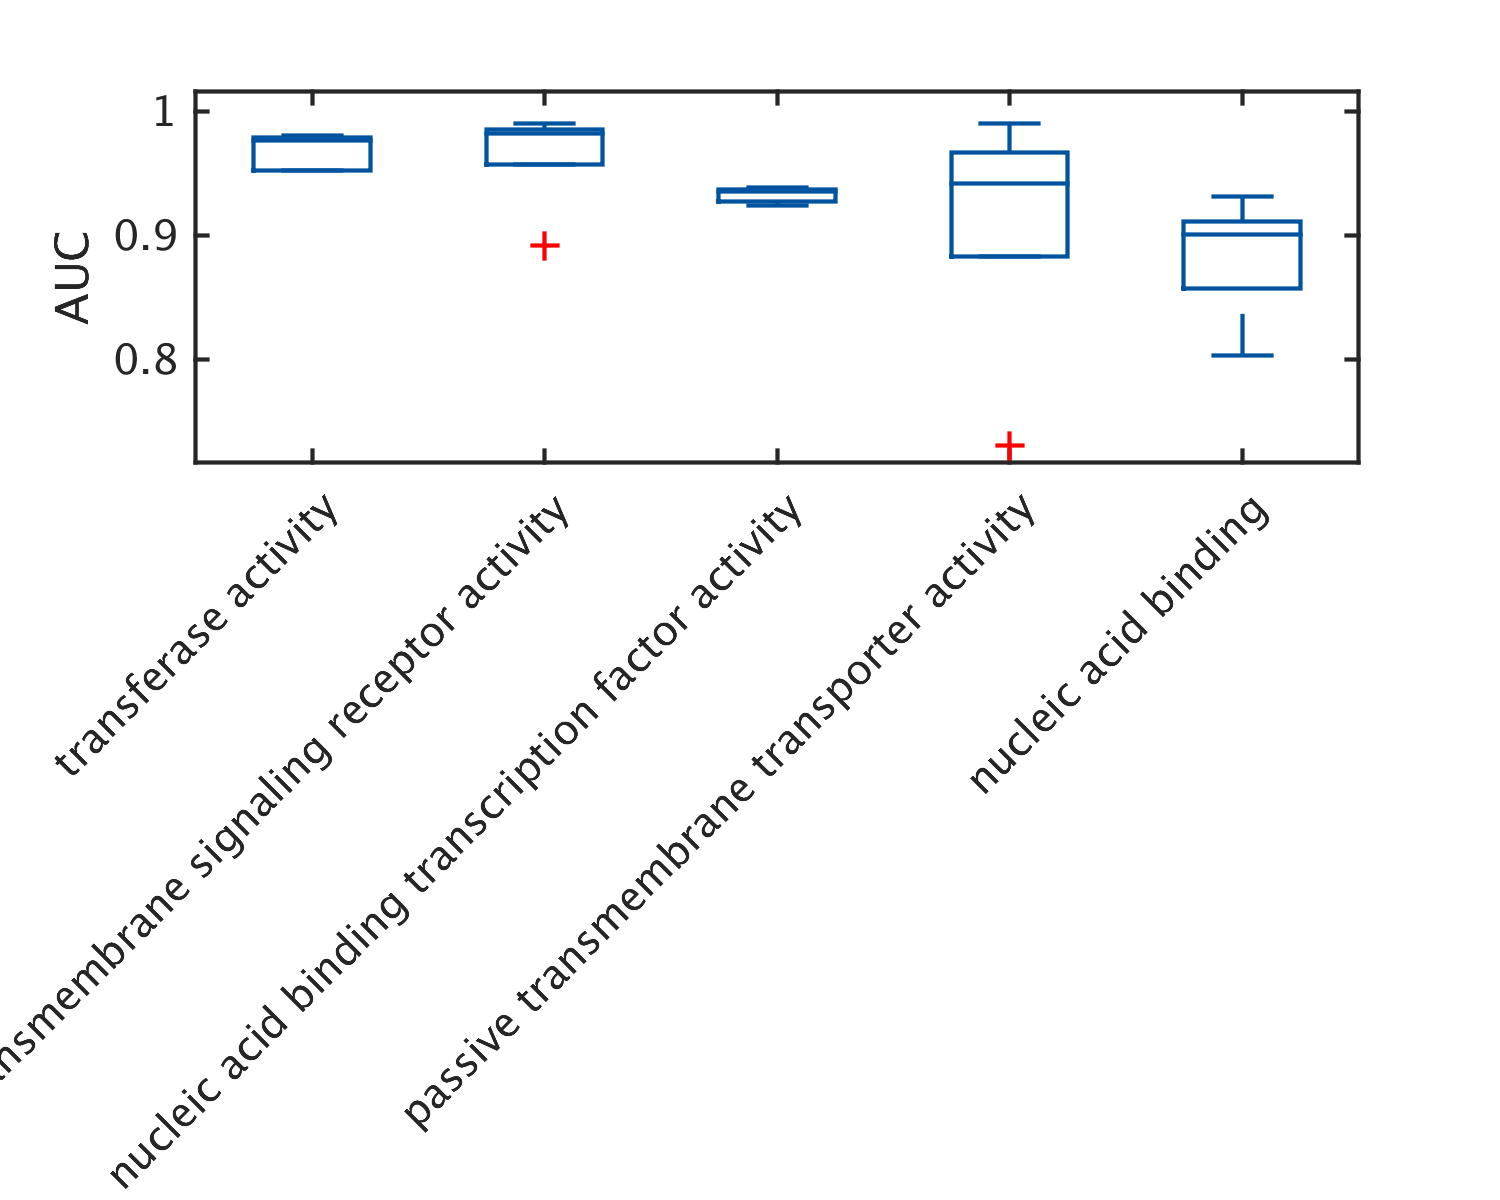 1
0.9
0.8
AUC
transferase activity
signaling receptor activity
nucleic acid binding transcription factor activity
passive transmembrane transporter activity
nucleic acid binding